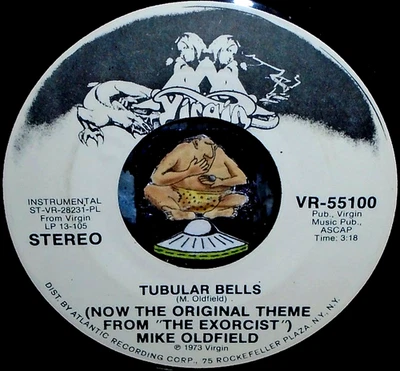 Virgin
INSTRUMENTAL
ST-VR-28231-PL
From Virgin
LP 13-105
STEREO
VR-55100
Pub., Virgin
Music Pub.,
ASCAP
Time: 3:18
TUBULAR BELLS
(M. Oldfield)
(NOW THE ORIGINAL THEME
FROM "THE EXORCIST")
MIKE OLDFIELD
℗ 1973 Virgin
DIST. BY ATLANTIC RECORDING CORP., 75 ROCKEFELLER PLAZA, N.Y., N.Y.